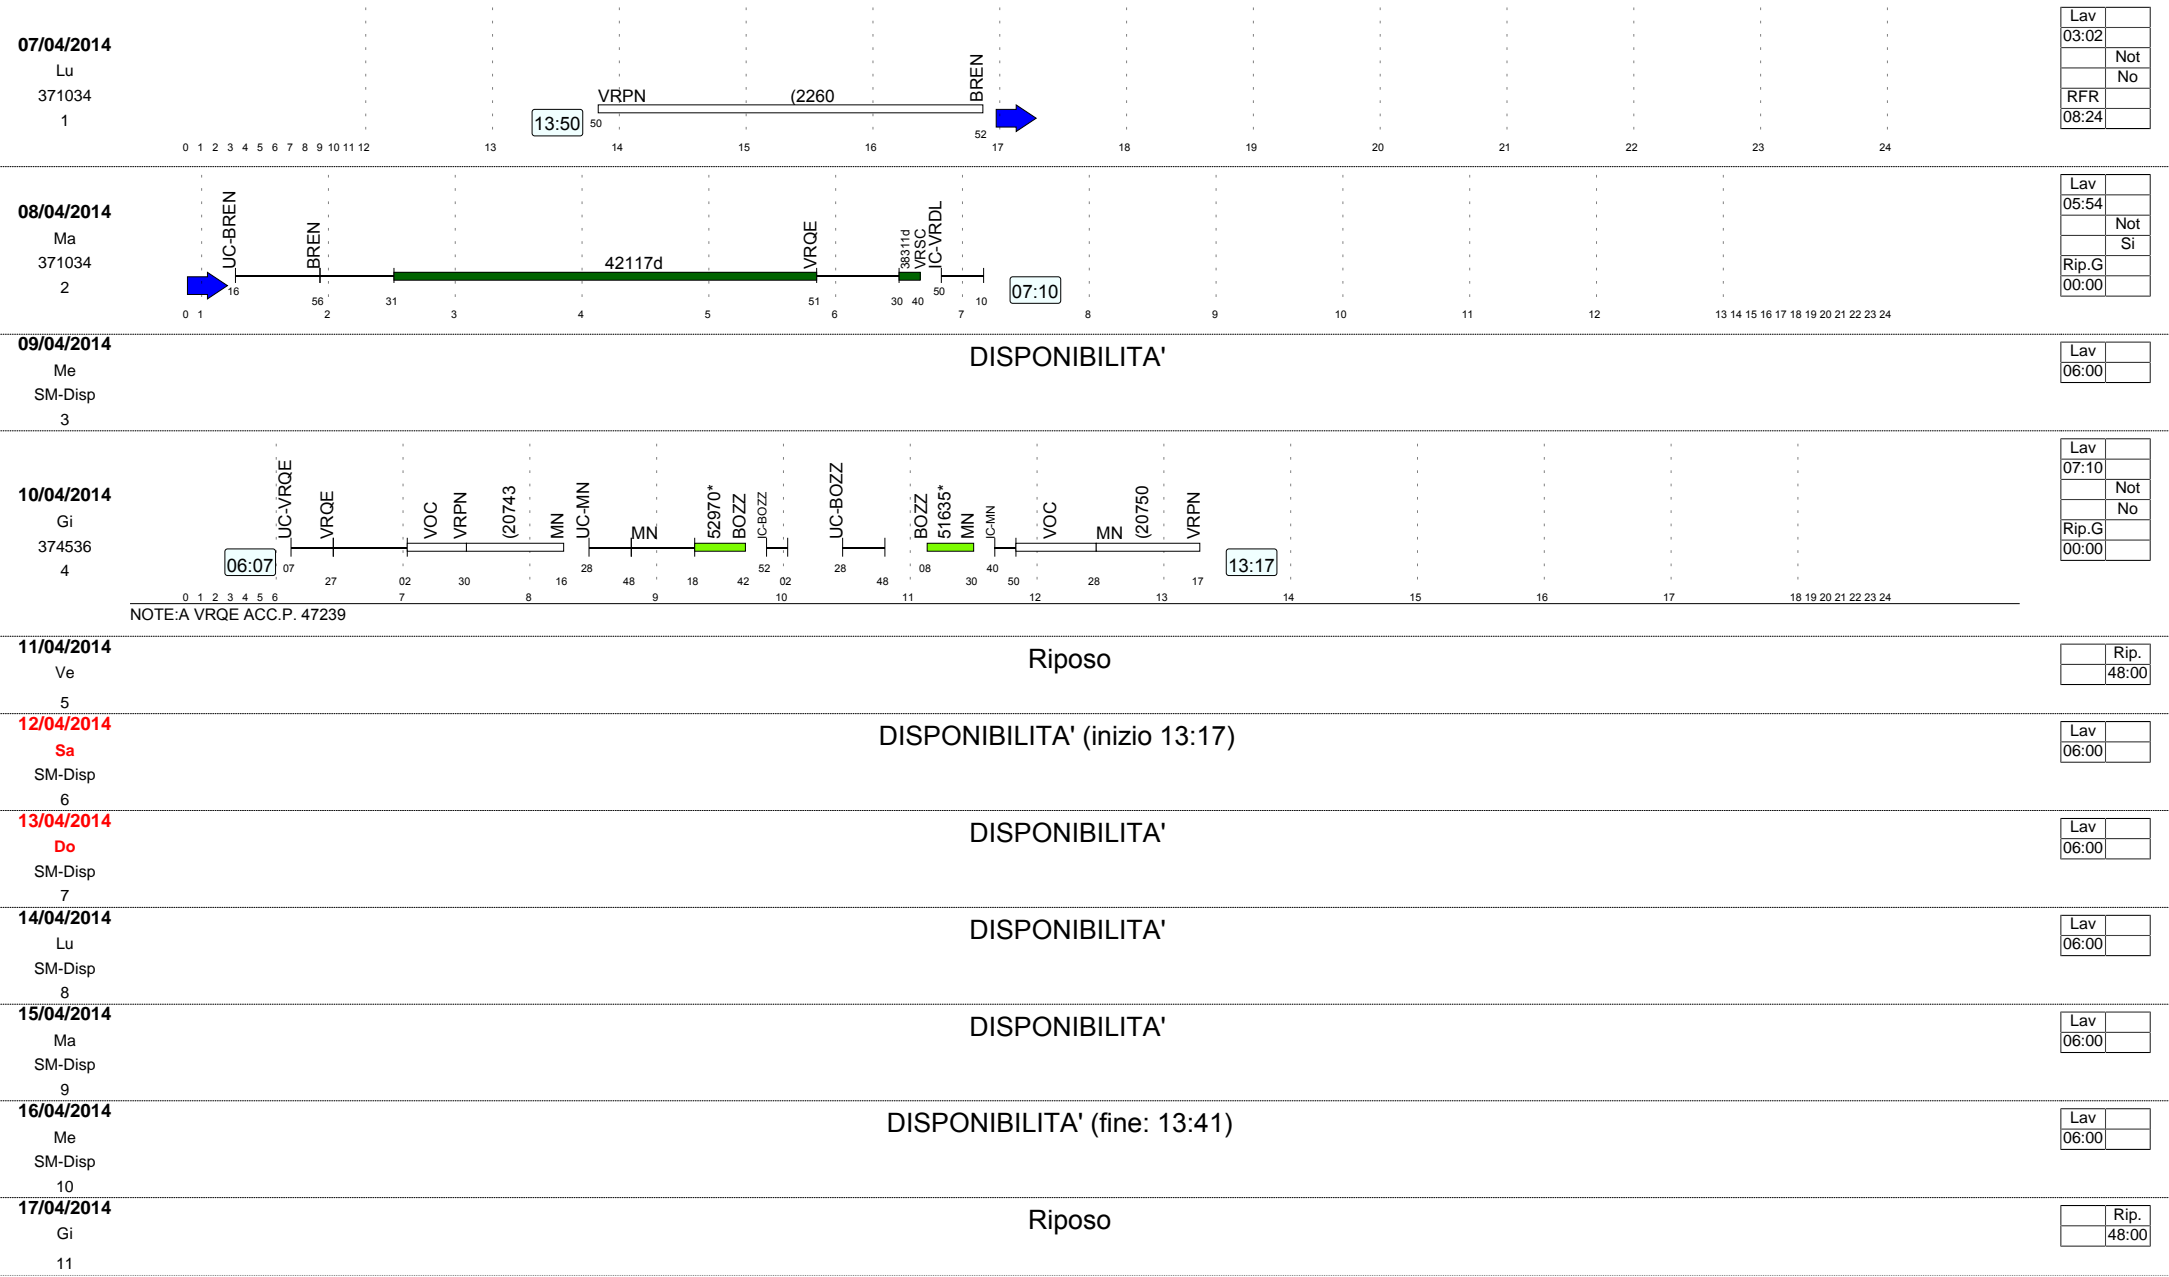 07/04/2014
Lu
371034
1
13:50
VRPN (2260 BREN
50 52
0 1 2 3 4 5 6 7 8 9 10 11 12 13 14 15 16 17 18 19 20 21 22 23 24
Lav
03:02
Not
No
RFR
08:24
08/04/2014
Ma
371034
2
UC-BREN BREN 42117d VRQE 38311d VRSC IC-VRDL
16 56 31 51 30 40 50 10
07:10
0 1 2 3 4 5 6 7 8 9 10 11 12 13 14 15 16 17 18 19 20 21 22 23 24
Lav
05:54
Not
Si
Rip.G
00:00
09/04/2014
Me
SM-Disp
3
DISPONIBILITA'
Lav
06:00
10/04/2014
Gi
374536
4
06:07
UC-VRQE VRQE VOC VRPN (20743 MN UC-MN MN 52970* BOZZ IC-BOZZ UC-BOZZ BOZZ 51635* MN IC-MN VOC MN (20750 VRPN
07 27 02 30 16 28 48 18 42 52 02 28 48 08 30 40 50 28 17
13:17
0 1 2 3 4 5 6 7 8 9 10 11 12 13 14 15 16 17 18 19 20 21 22 23 24
NOTE:A VRQE ACC.P. 47239
Lav
07:10
Not
No
Rip.G
00:00
11/04/2014
Ve
5
Riposo
Rip.
48:00
12/04/2014
Sa
SM-Disp
6
DISPONIBILITA' (inizio 13:17)
Lav
06:00
13/04/2014
Do
SM-Disp
7
DISPONIBILITA'
Lav
06:00
14/04/2014
Lu
SM-Disp
8
DISPONIBILITA'
Lav
06:00
15/04/2014
Ma
SM-Disp
9
DISPONIBILITA'
Lav
06:00
16/04/2014
Me
SM-Disp
10
DISPONIBILITA' (fine: 13:41)
Lav
06:00
17/04/2014
Gi
11
Riposo
Rip.
48:00